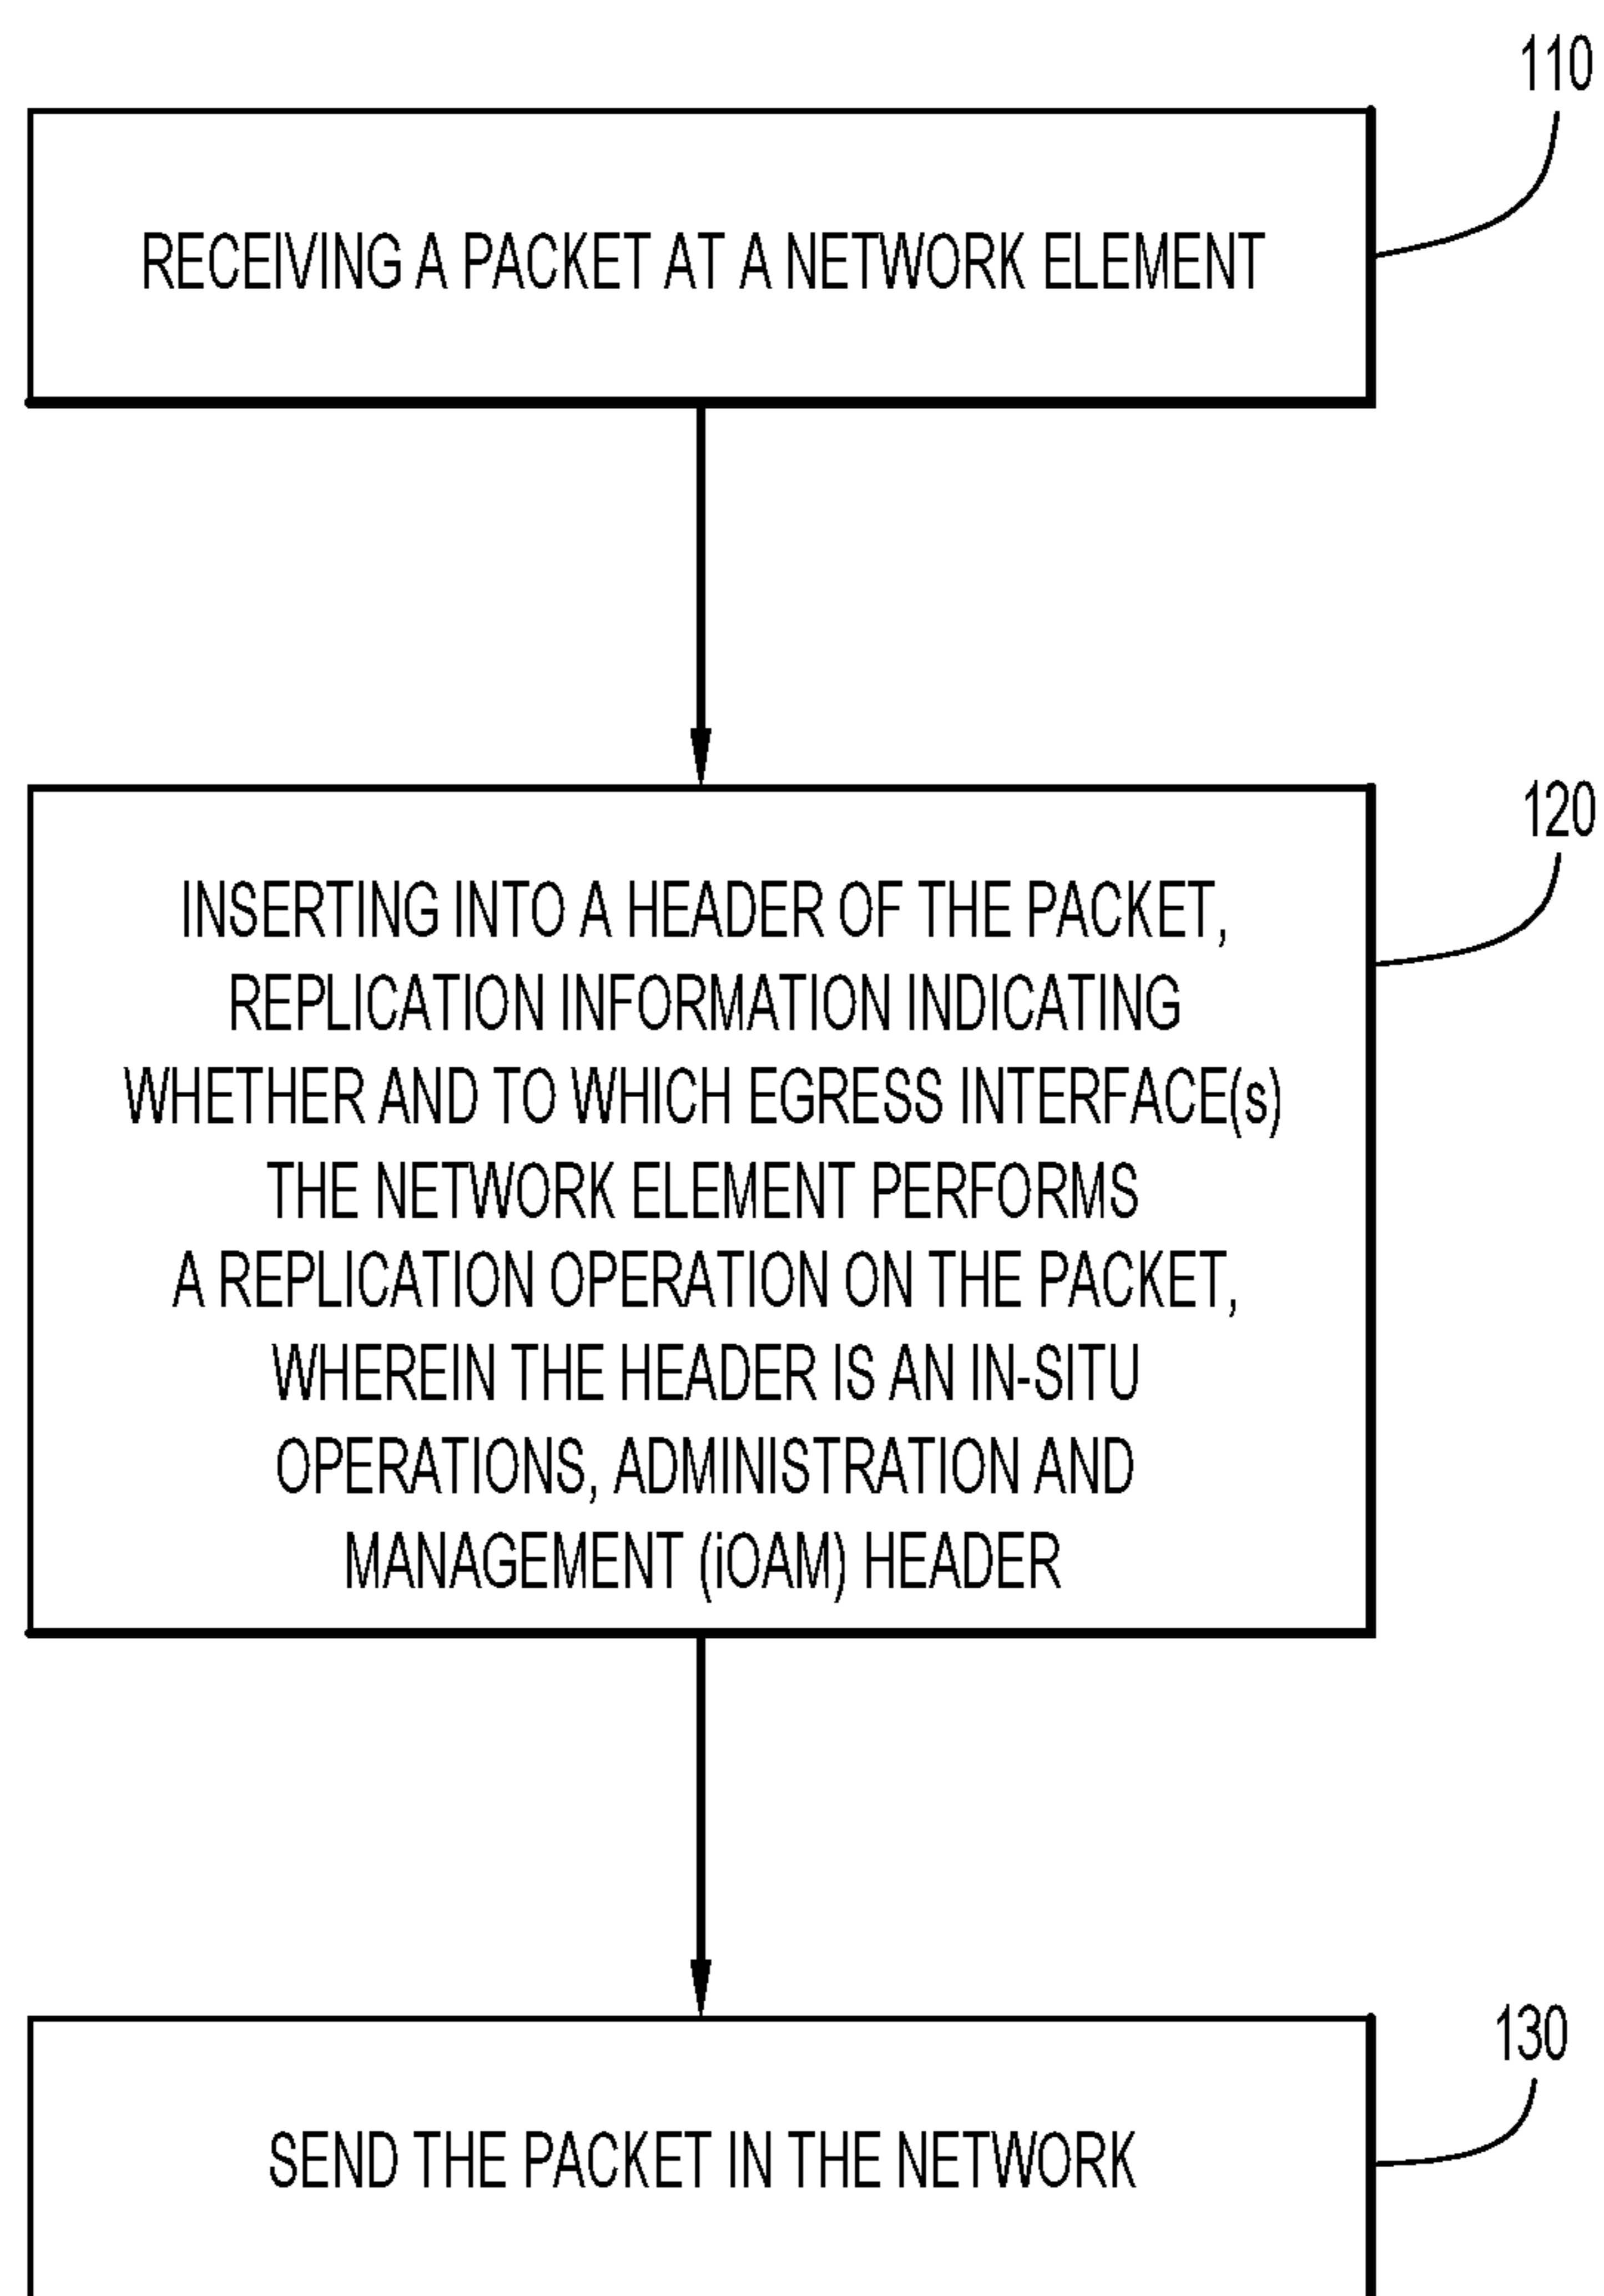 110
RECEIVING A PACKET AT A NETWORK ELEMENT
120
INSERTING INTO A HEADER OF THE PACKET,
REPLICATION INFORMATION INDICATING
WHETHER AND TO WHICH EGRESS INTERFACE(s)
THE NETWORK ELEMENT PERFORMS
A REPLICATION OPERATION ON THE PACKET,
WHEREIN THE HEADER IS AN IN-SITU
OPERATIONS, ADMINISTRATION AND
MANAGEMENT (iOAM) HEADER
130
SEND THE PACKET IN THE NETWORK